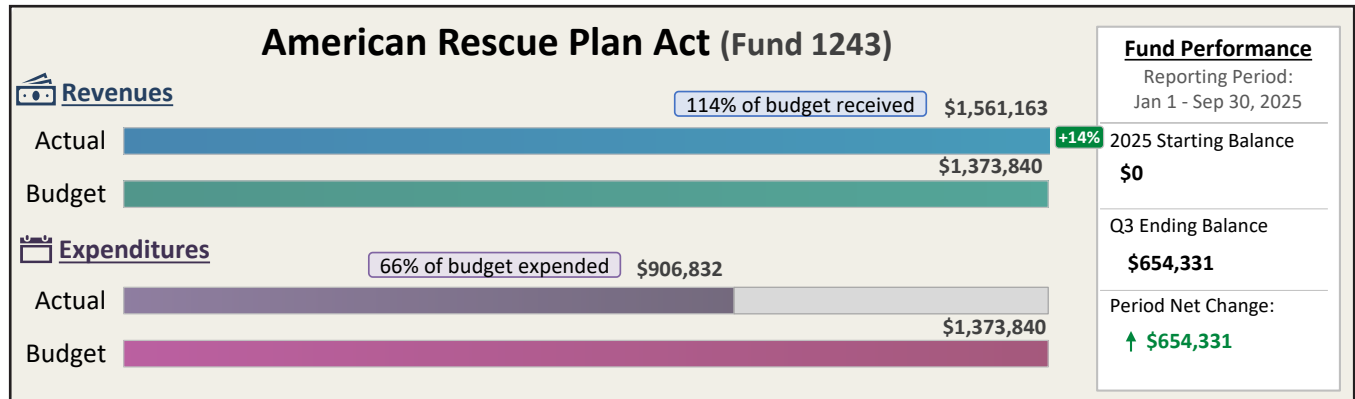 American Rescue Plan Act (Fund 1243)
Revenues
114% of budget received $1,561,163
Actual
+14%
$1,373,840
Budget
Expenditures
66% of budget expended $906,832
Actual
$1,373,840
Budget
Fund Performance
Reporting Period:
Jan 1 - Sep 30, 2025
2025 Starting Balance
$0
Q3 Ending Balance
$654,331
Period Net Change:
$654,331